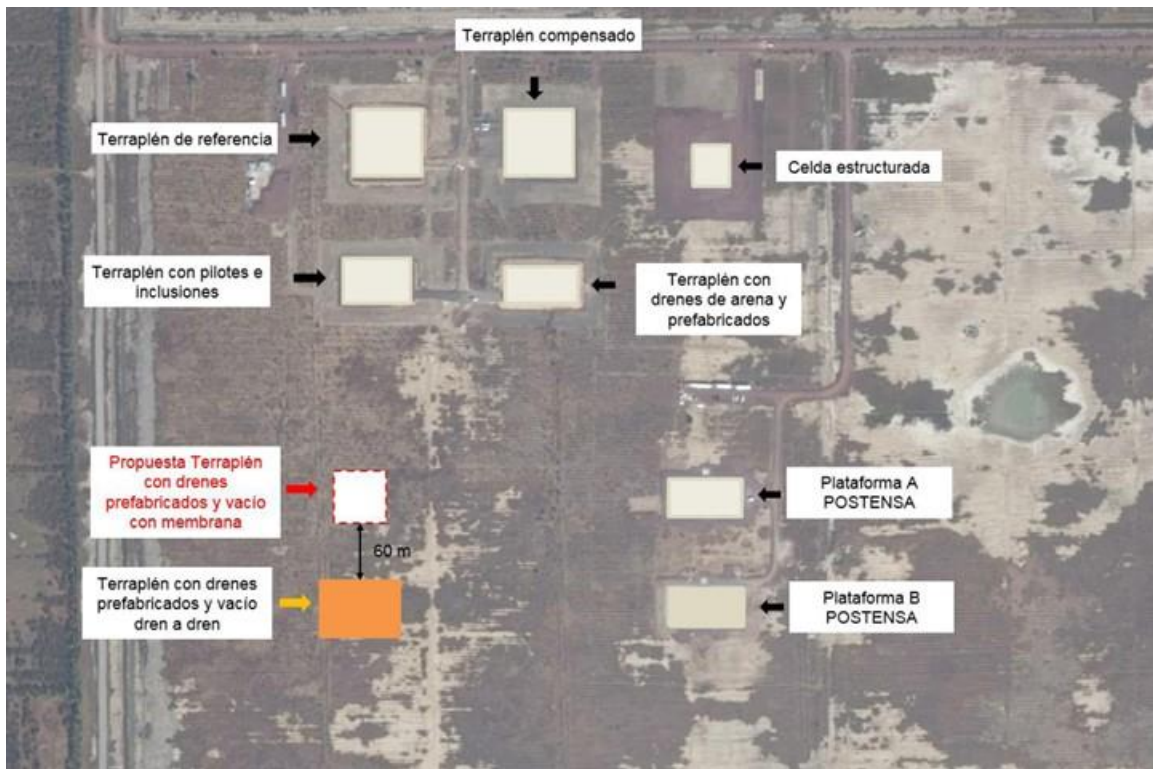 Terraplén compensado
Terraplén de referencia
Celda estructurada
Terraplén con pilotes e
inclusiones
Terraplén con
drenes de arena y
prefabricados
Propuesta Terraplén
con drenes
prefabricados y vacío
con membrana
60 m
Terraplén con drenes
prefabricados y vacío
dren a dren
Plataforma A
POSTENSA
Plataforma B
POSTENSA